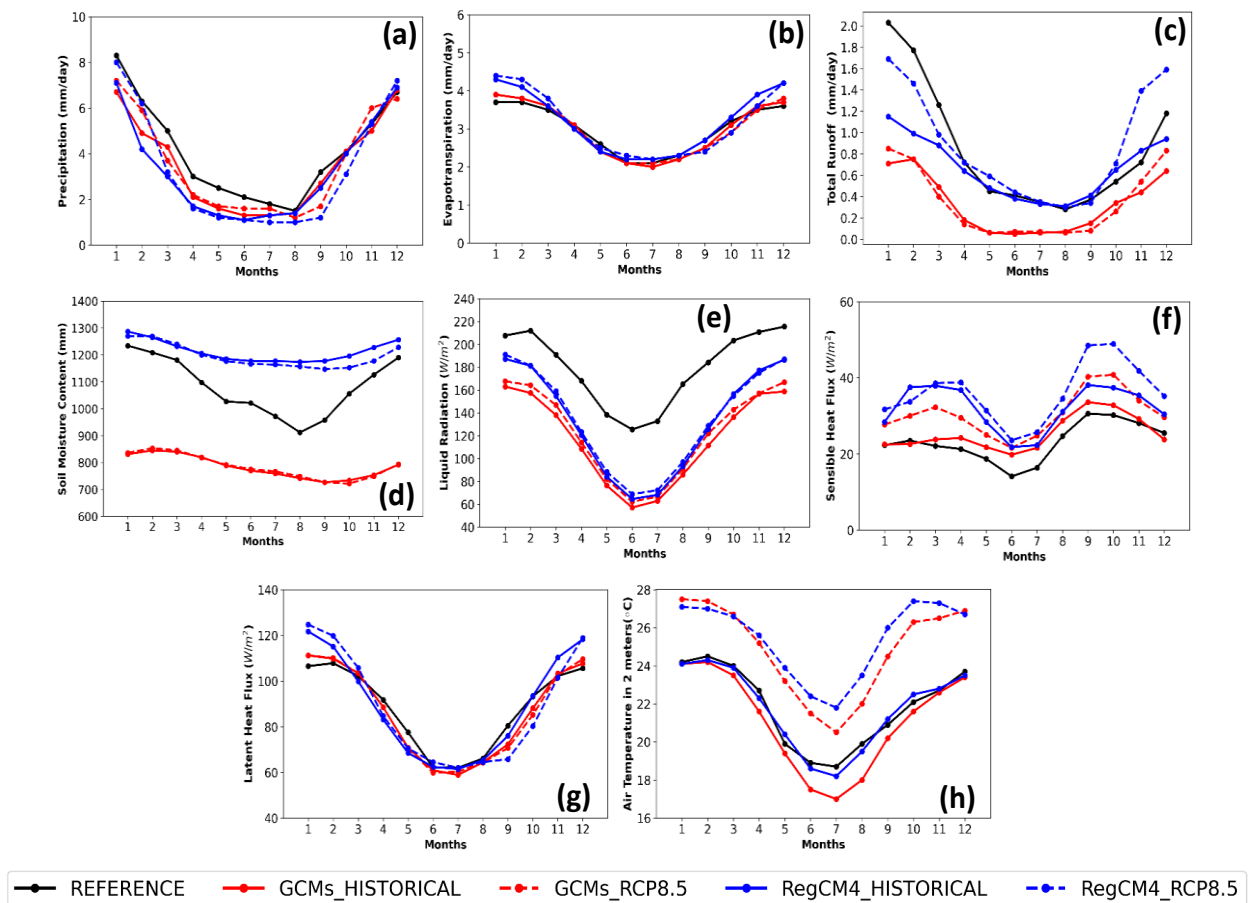 (a)
Precipitation (mm/day)
10
8
6
4
2
0
1 2 3 4 5 6 7 8 9 10 11 12
Months
(b)
Evapotranspiration (mm/day)
6
5
4
3
2
1
0
1 2 3 4 5 6 7 8 9 10 11 12
Months
(c)
Total Runoff (mm/day)
2.0
1.8
1.6
1.4
1.2
1.0
0.8
0.6
0.4
0.2
0.0
1 2 3 4 5 6 7 8 9 10 11 12
Months
(d)
Soil Moisture Content (mm)
1400
1300
1200
1100
1000
900
800
700
600
1 2 3 4 5 6 7 8 9 10 11 12
Months
(e)
Liquid Radiation (W/m²)
240
220
200
180
160
140
120
100
80
60
40
1 2 3 4 5 6 7 8 9 10 11 12
Months
(f)
Sensible Heat Flux (W/m²)
60
40
20
0
1 2 3 4 5 6 7 8 9 10 11 12
Months
(g)
Latent Heat Flux (W/m²)
140
120
100
80
60
40
1 2 3 4 5 6 7 8 9 10 11 12
Months
(h)
Air Temperature in 2 meters(◦C)
28
26
24
22
20
18
16
1 2 3 4 5 6 7 8 9 10 11 12
Months
REFERENCE GCMs_HISTORICAL GCMs_RCP8.5 RegCM4_HISTORICAL RegCM4_RCP8.5